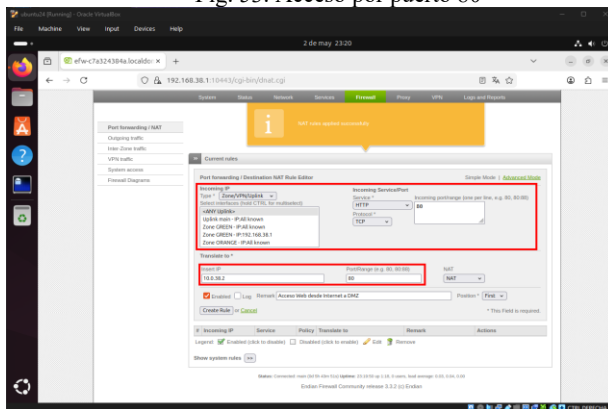 Fig. 55. Acceso por puerto 80
ubuntu24 [Running] - Oracle VirtualBox
File Machine View Input Devices Help
2 de may 23:20
efw-c7a324384a.localdo
192.168.38.1:10443/cgi-bin/dnat.cgi
System Status Network Services Firewall Proxy VPN Logs and Reports
NAT rules applied successfully
Port forwarding / NAT
Outgoing traffic
Inter-Zone traffic
VPN traffic
System access
Firewall Diagrams
Current rules
Port forwarding / Destination NAT Rule Editor
Simple Mode | Advanced Mode
Incoming IP
Type * Zone/VPN/Uplink
Select interfaces (hold CTRL for multiselect)
<ANY Uplink>
Uplink main - IP:All known
Zone GREEN - IP:All known
Zone GREEN - IP:192.168.38.1
Zone ORANGE - IP:All known
Incoming Service/Port
Service * HTTP
Protocol * TCP
Incoming port/range (one per line, e.g. 80, 80:88)
80
Translate to *
Insert IP
10.0.38.2
Port/Range (e.g. 80, 80:88)
80
NAT
NAT
Enabled Log Remark Acceso Web desde Internet a DMZ Position * First
Create Rule or Cancel
* This Field is required.
# Incoming IP Service Policy Translate to Remark Actions
Legend: Enabled (click to disable) Disabled (click to enable) Edit Remove
Show system rules >>
Endian Firewall Community release 3.3.2 (c) Endian
CTRL DERECHA